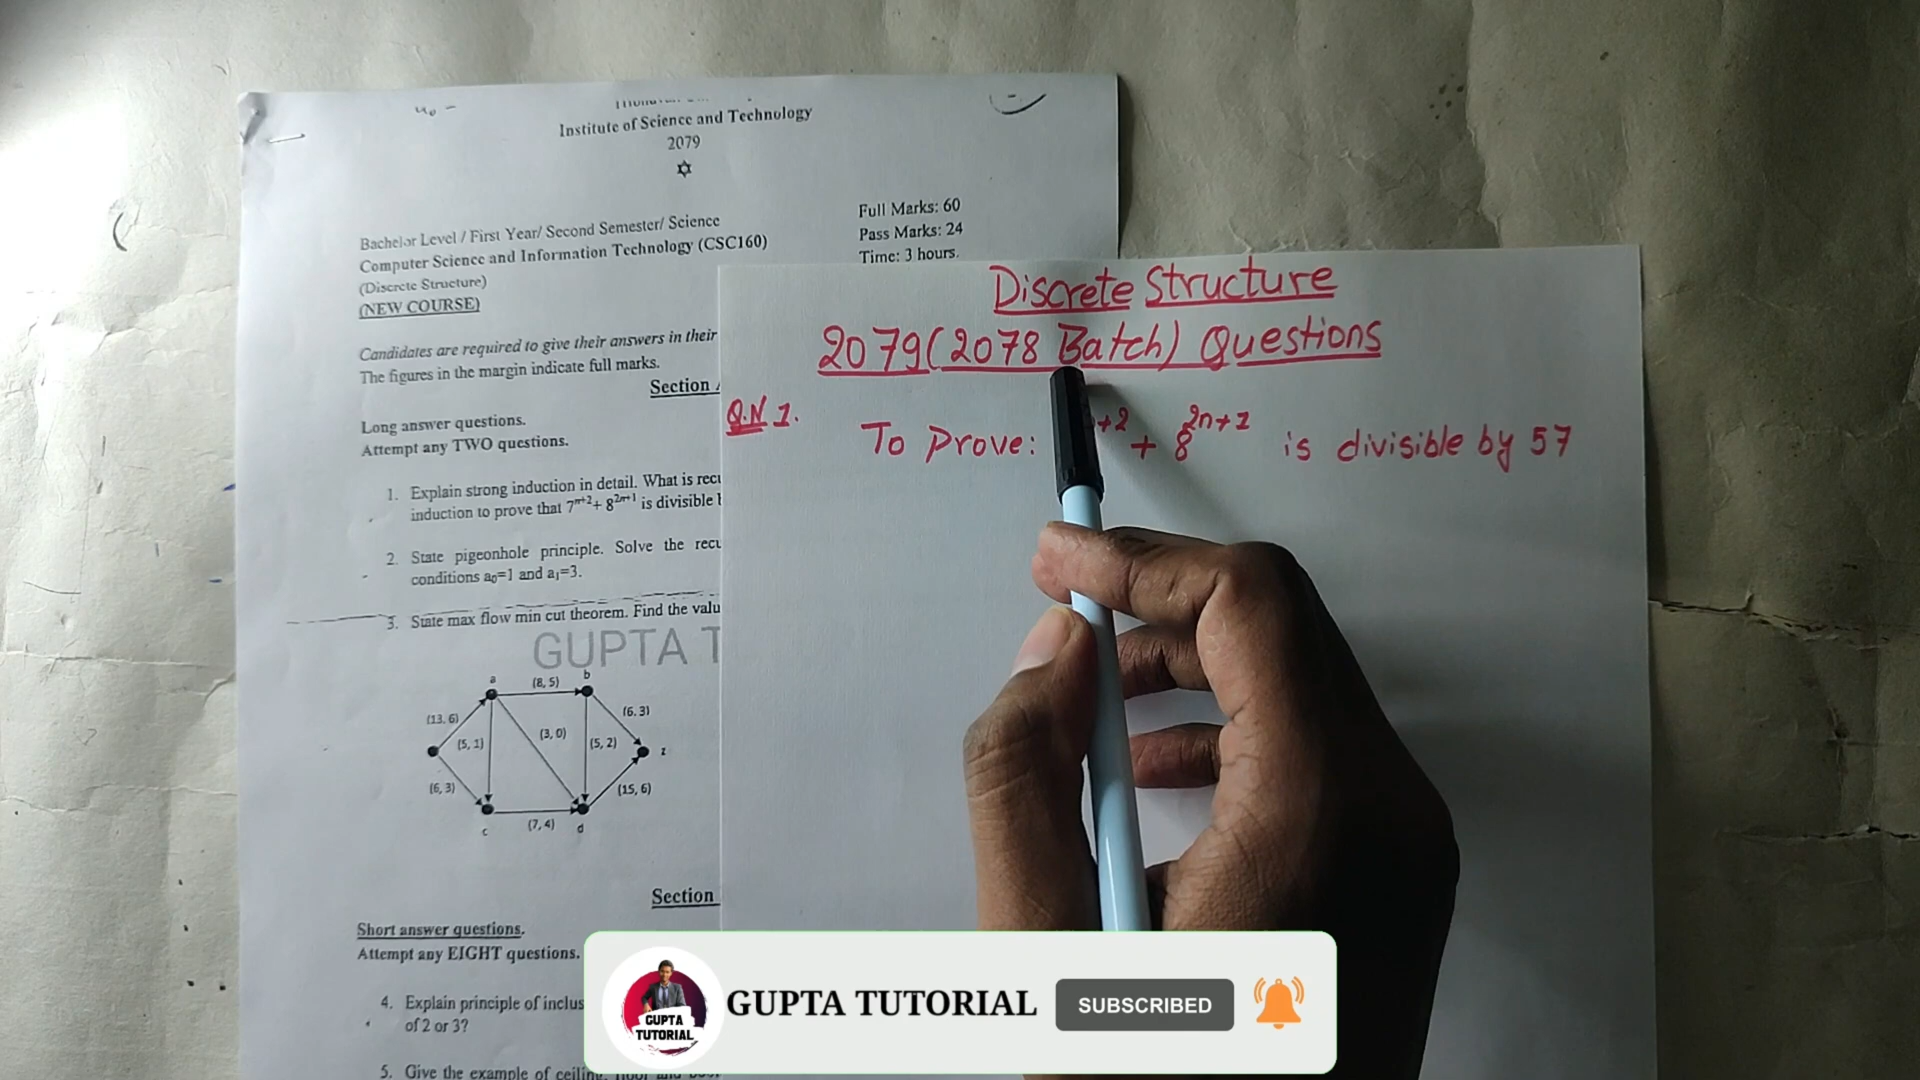 Institute of Science and Technology
2079
Bachelor Level / First Year/ Second Semester/ Science
Computer Science and Information Technology (CSC160)
(Discrete Structure)
(NEW COURSE)
Full Marks: 60
Pass Marks: 24
Time: 3 hours.
Candidates are required to give their answers in their
The figures in the margin indicate full marks.
Section
Long answer questions.
Attempt any TWO questions.
1. Explain strong induction in detail. What is
induction to prove that 7ⁿ⁺² + 8²ⁿ⁺¹ is divisible
2. State pigeonhole principle. Solve the
conditions a₀=1 and a₁=3.
3. State max flow min cut theorem. Find the
GUPTA
a
(8, 5)
b
(13, 6)
(6, 3)
(5, 1)
(3, 0)
(5, 2)
z
(6, 3)
(15, 6)
c
(7, 4)
d
Section
Short answer questions.
Attempt any EIGHT questions.
4. Explain principle of
of 2 or 3?
5. Give the example of
Discrete Structure
2079(2078 Batch) Questions
Q.N 1.
To prove: +2 + 8²ⁿ⁺¹ is divisible by 57
GUPTA TUTORIAL
GUPTA TUTORIAL
SUBSCRIBED